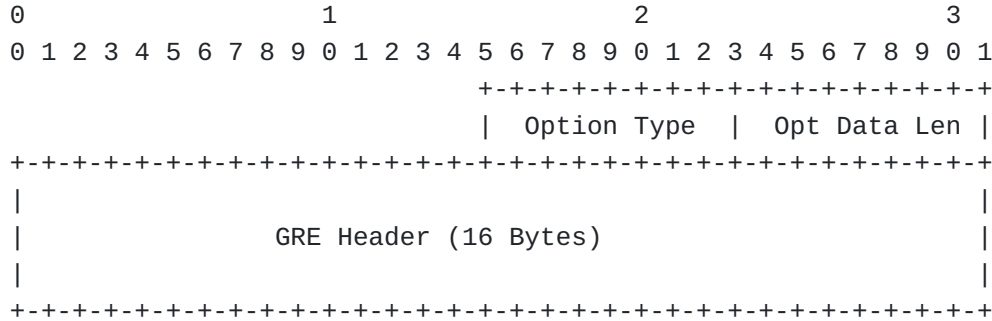 0                   1                   2                   3
0 1 2 3 4 5 6 7 8 9 0 1 2 3 4 5 6 7 8 9 0 1 2 3 4 5 6 7 8 9 0 1
                              +-+-+-+-+-+-+-+-+-+-+-+-+-+-+-+-+
                              |  Option Type  |  Opt Data Len |
+-+-+-+-+-+-+-+-+-+-+-+-+-+-+-+-+-+-+-+-+-+-+-+-+-+-+-+-+-+-+-+
|                                                             |
|                GRE Header (16 Bytes)                        |
|                                                             |
+-+-+-+-+-+-+-+-+-+-+-+-+-+-+-+-+-+-+-+-+-+-+-+-+-+-+-+-+-+-+-+